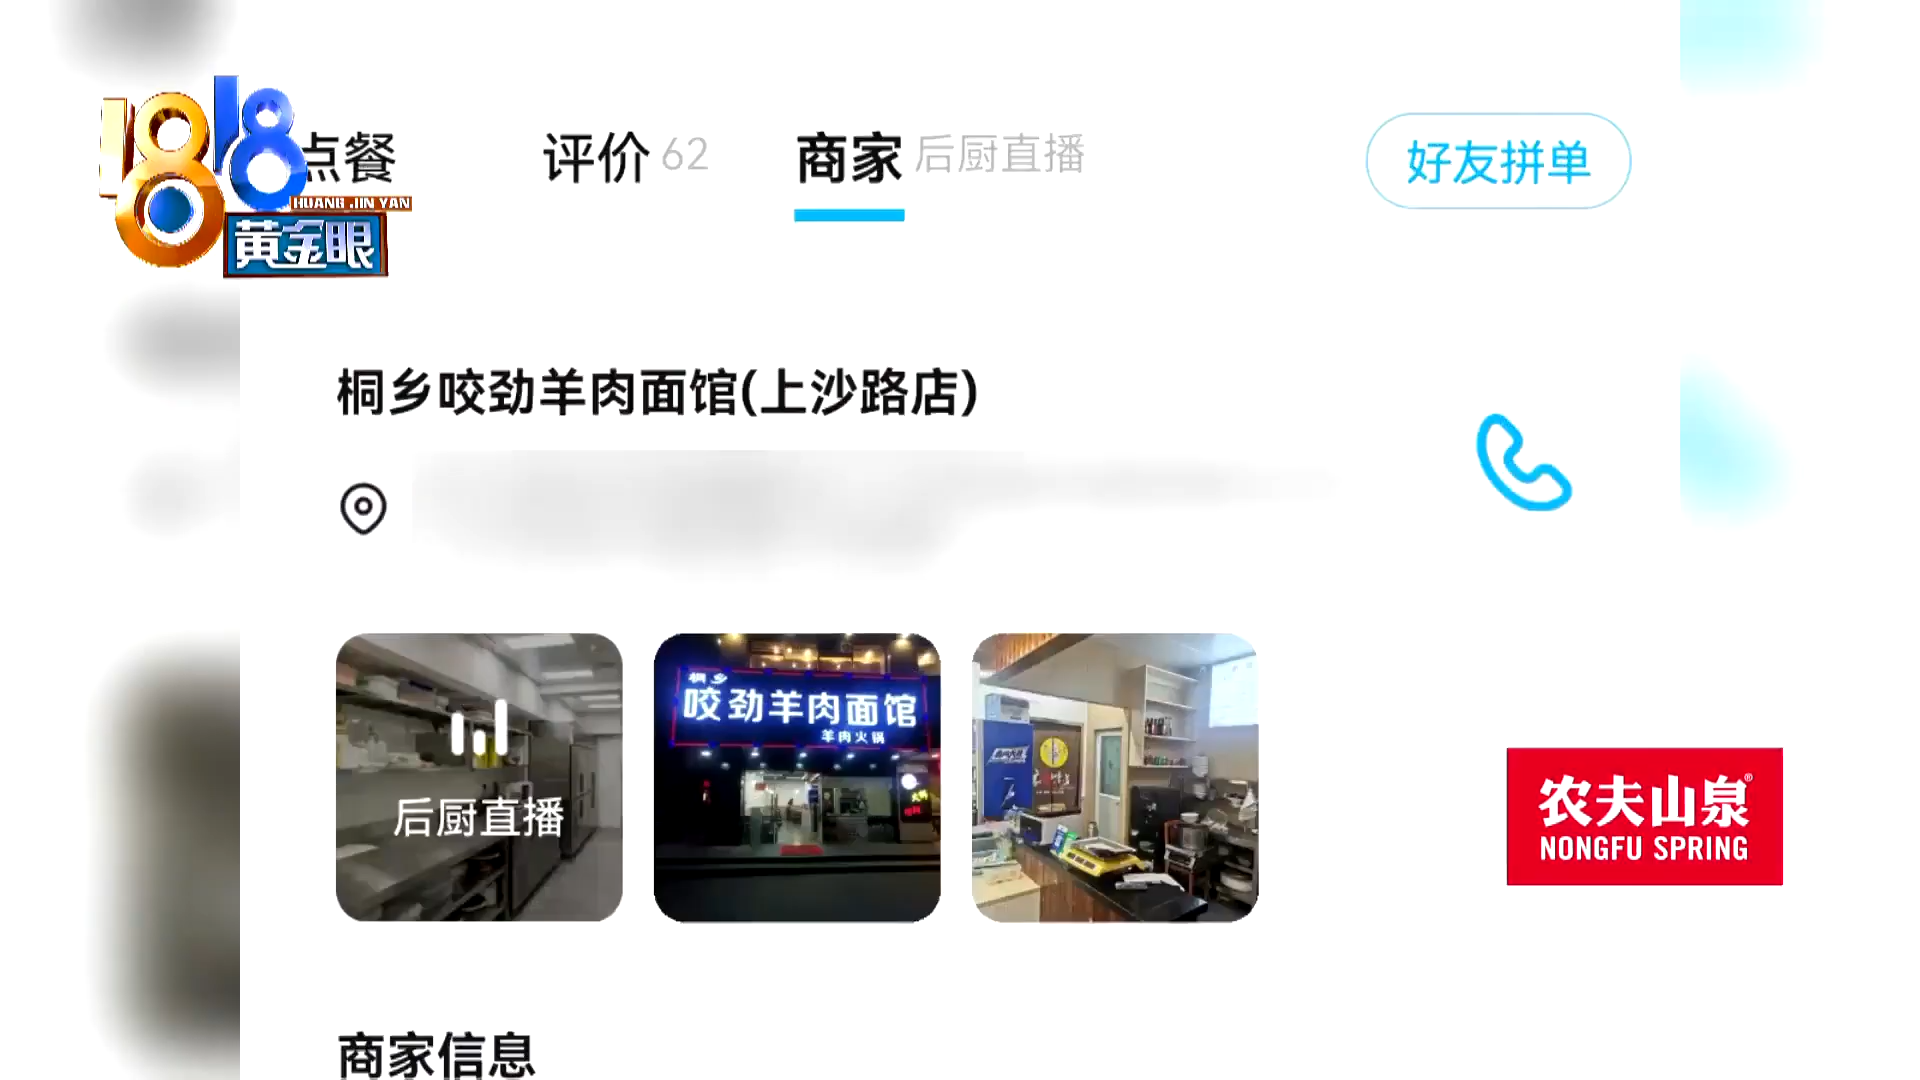 1818
HUANG JIN YAN
黄金眼
点餐
评价 62
商家 后厨直播
好友拼单
桐乡咬劲羊肉面馆(上沙路店)
后厨直播
桐乡
咬劲羊肉面馆
羊肉火锅
农夫山泉®
NONGFU SPRING
商家信息